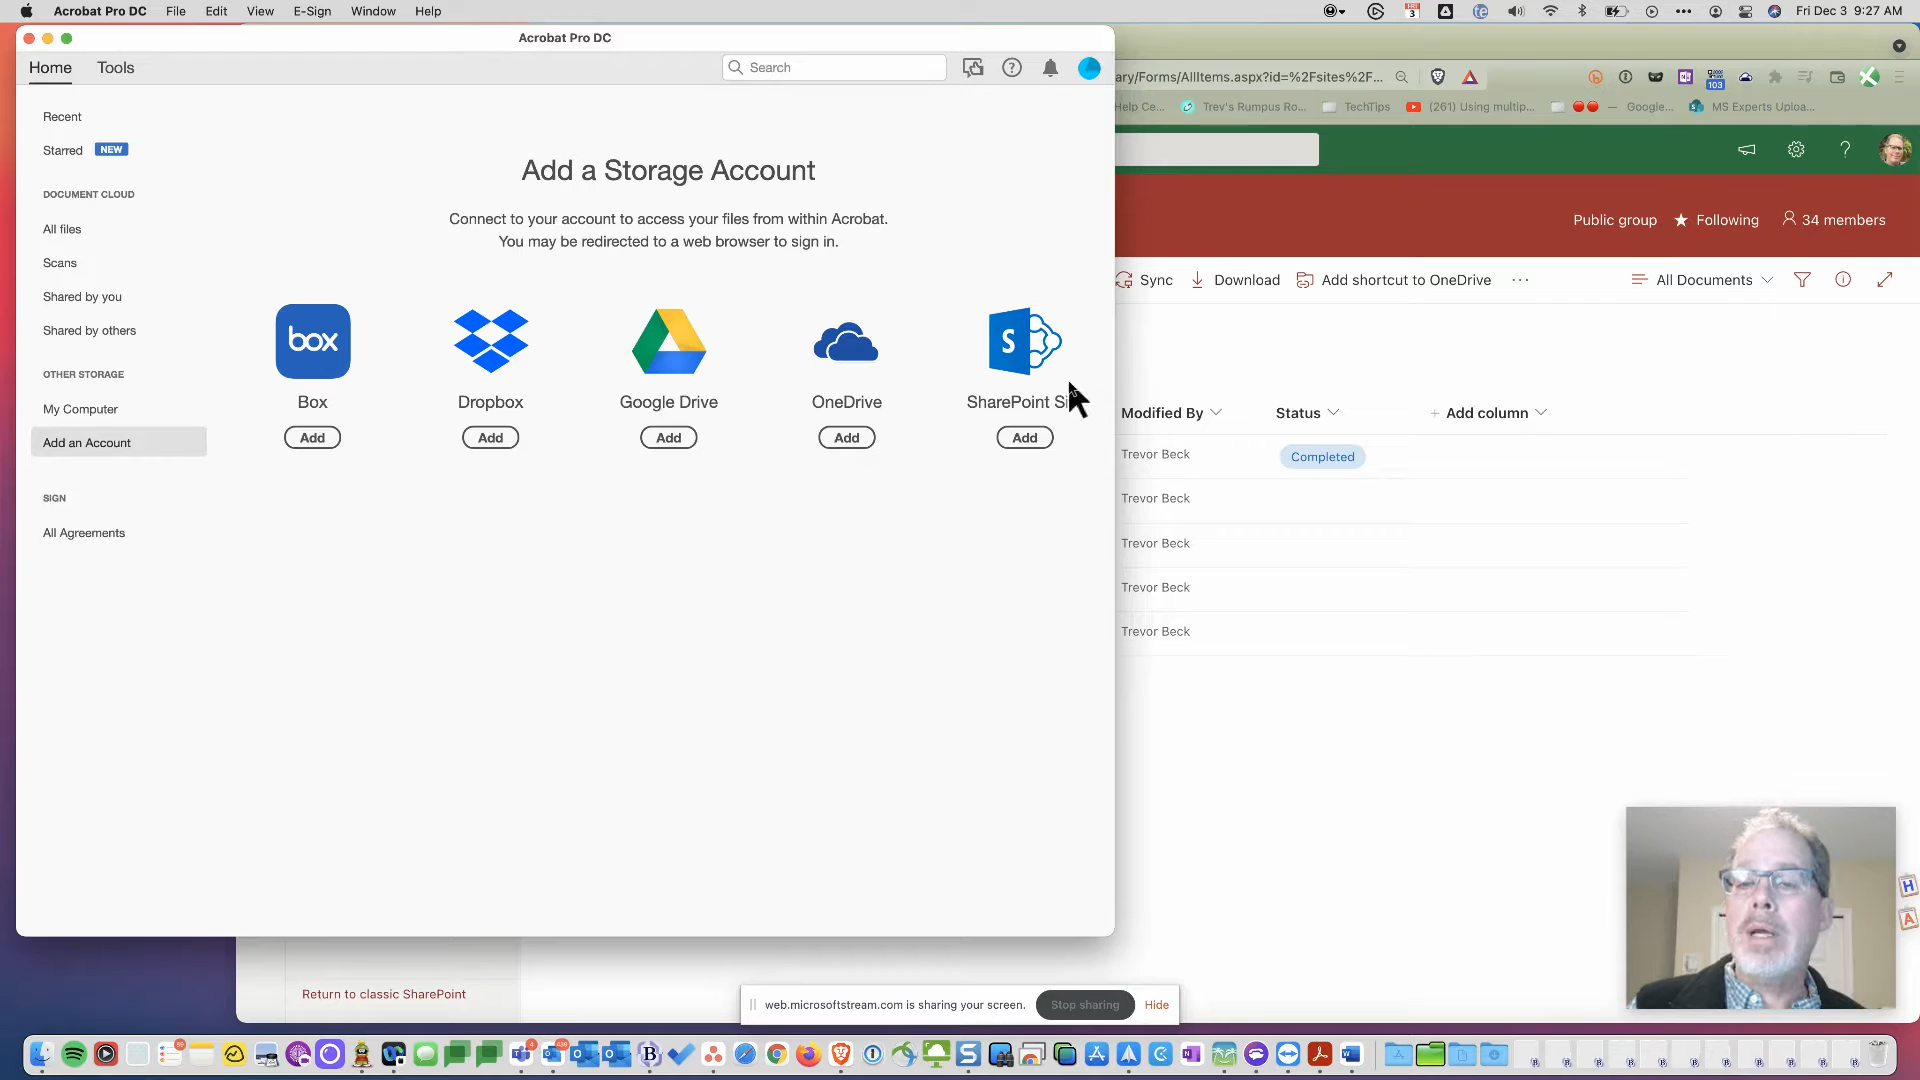 Acrobat Pro DC File Edit View E-Sign Window Help
Fri Dec 3 9:27 AM
Acrobat Pro DC
Home Tools
Search
Recent
Starred NEW
DOCUMENT CLOUD
All files
Scans
Shared by you
Shared by others
OTHER STORAGE
My Computer
Add an Account
SIGN
All Agreements
Add a Storage Account
Connect to your account to access your files from within Acrobat.
You may be redirected to a web browser to sign in.
box
S
Box Dropbox Google Drive OneDrive SharePoint
Add Add Add Add Add
ary/Forms/AllItems.aspx?id=%2Fsites%2F...
103
Help Ce... Trev's Rumpus Ro... TechTips (261) Using multip... Google... MS Experts Uploa...
Public group Following 34 members
Sync Download Add shortcut to OneDrive ... All Documents
Modified By Status + Add column
Trevor Beck Completed
Trevor Beck
Trevor Beck
Trevor Beck
Trevor Beck
Return to classic SharePoint
web.microsoftstream.com is sharing your screen. Stop sharing Hide
H
A